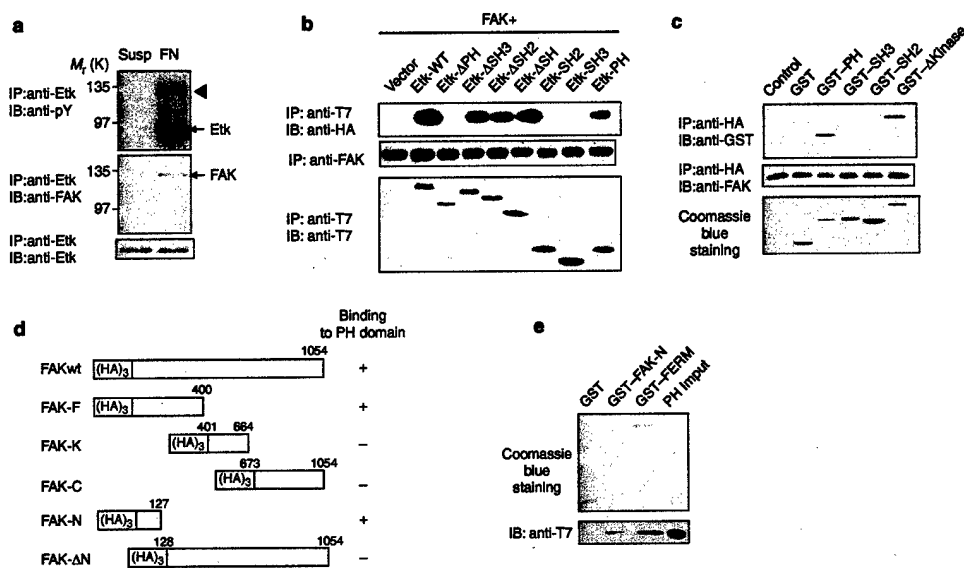 a
Susp FN
Mr (K)
135
IP:anti-Etk
IB:anti-pY
97
Etk
135
FAK
IP:anti-Etk
IB:anti-FAK
97
IP:anti-Etk
IB:anti-Etk
b
FAK+
Vector
Etk-WT
Etk-ΔPH
Etk-ΔSH3
Etk-ΔSH2
Etk-ΔSH
Etk-SH2
Etk-SH3
Etk-PH
IP: anti-T7
IB: anti-HA
IP: anti-FAK
IP: anti-T7
IB: anti-T7
c
Control
GST
GST–PH
GST–SH3
GST–SH2
GST–ΔKinase
IP:anti-HA
IB:anti-GST
IP:anti-HA
IB:anti-FAK
Coomassie
blue
staining
d
Binding
to PH domain
1054
FAKwt (HA)3 +
400
FAK-F (HA)3 +
401 664
FAK-K (HA)3 –
673 1054
FAK-C (HA)3 –
127
FAK-N (HA)3 +
128 1054
FAK-ΔN (HA)3 –
e
GST
GST–FAK-N
GST–FERM
PH Imput
Coomassie
blue
staining
IB: anti-T7